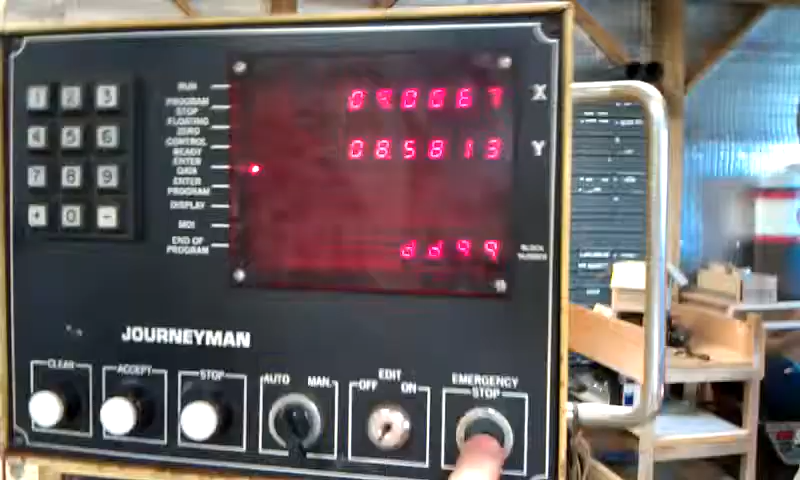 1 2 3
4 5 6
7 8 9
+ 0 -
RUN
PROGRAM
STOP
FLOATING
ZERO
CONTROL
READY
ENTER
DATA
ENTER
PROGRAM
DISPLAY
MDI
END OF
PROGRAM
X
08.5813 Y
BLOCK
NUMBER
JOURNEYMAN
CLEAR
ACCEPT
STOP
AUTO MAN.
EDIT
OFF ON
EMERGENCY
STOP